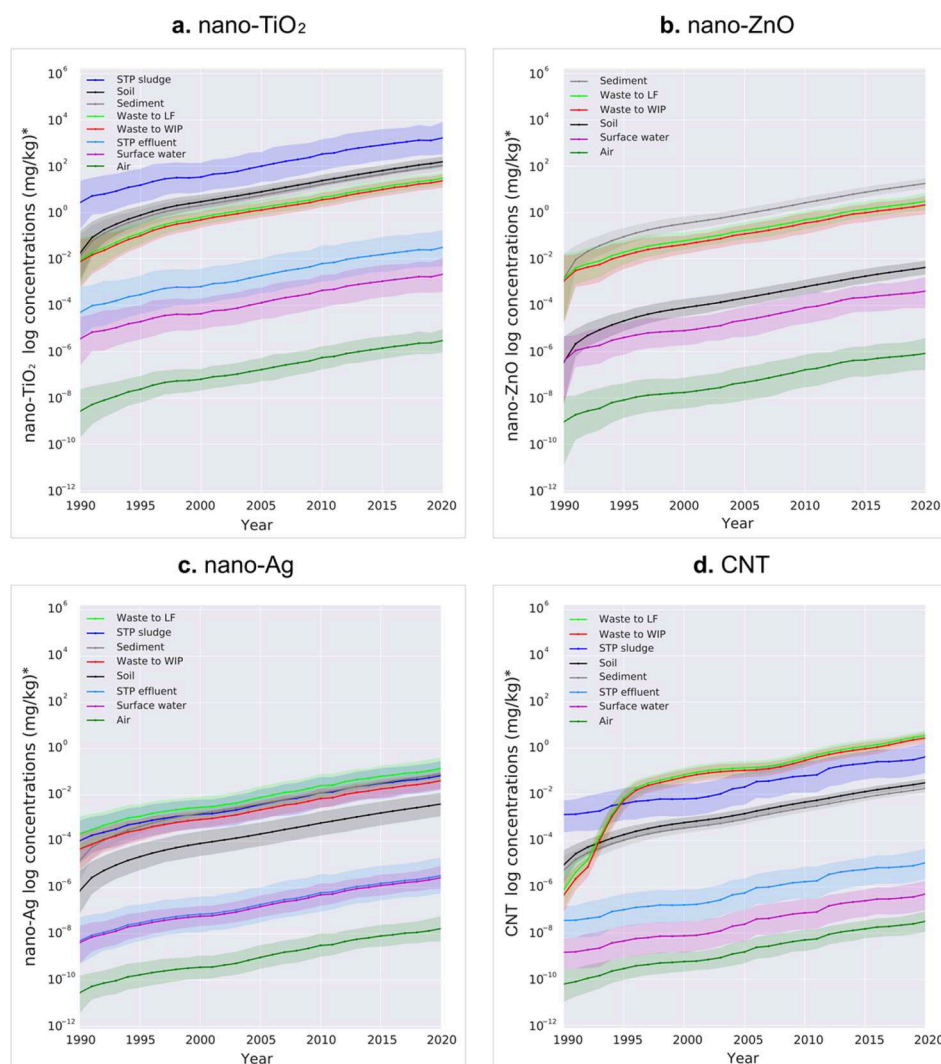 a. nano-TiO₂
nano-TiO₂ log concentrations (mg/kg)*
10⁶
10⁴
10²
10⁰
10⁻²
10⁻⁴
10⁻⁶
10⁻⁸
10⁻¹⁰
10⁻¹²
STP sludge
Soil
Sediment
Waste to LF
Waste to WIP
STP effluent
Surface water
Air
1990 1995 2000 2005 2010 2015 2020
Year
b. nano-ZnO
nano-ZnO log concentrations (mg/kg)*
10⁶
10⁴
10²
10⁰
10⁻²
10⁻⁴
10⁻⁶
10⁻⁸
10⁻¹⁰
10⁻¹²
Sediment
Waste to LF
Waste to WIP
Soil
Surface water
Air
1990 1995 2000 2005 2010 2015 2020
Year
c. nano-Ag
nano-Ag log concentrations (mg/kg)*
10⁶
10⁴
10²
10⁰
10⁻²
10⁻⁴
10⁻⁶
10⁻⁸
10⁻¹⁰
10⁻¹²
Waste to LF
STP sludge
Sediment
Waste to WIP
Soil
STP effluent
Surface water
Air
1990 1995 2000 2005 2010 2015 2020
Year
d. CNT
CNT log concentrations (mg/kg)*
10⁶
10⁴
10²
10⁰
10⁻²
10⁻⁴
10⁻⁶
10⁻⁸
10⁻¹⁰
10⁻¹²
Waste to LF
Waste to WIP
STP sludge
Soil
Sediment
STP effluent
Surface water
Air
1990 1995 2000 2005 2010 2015 2020
Year